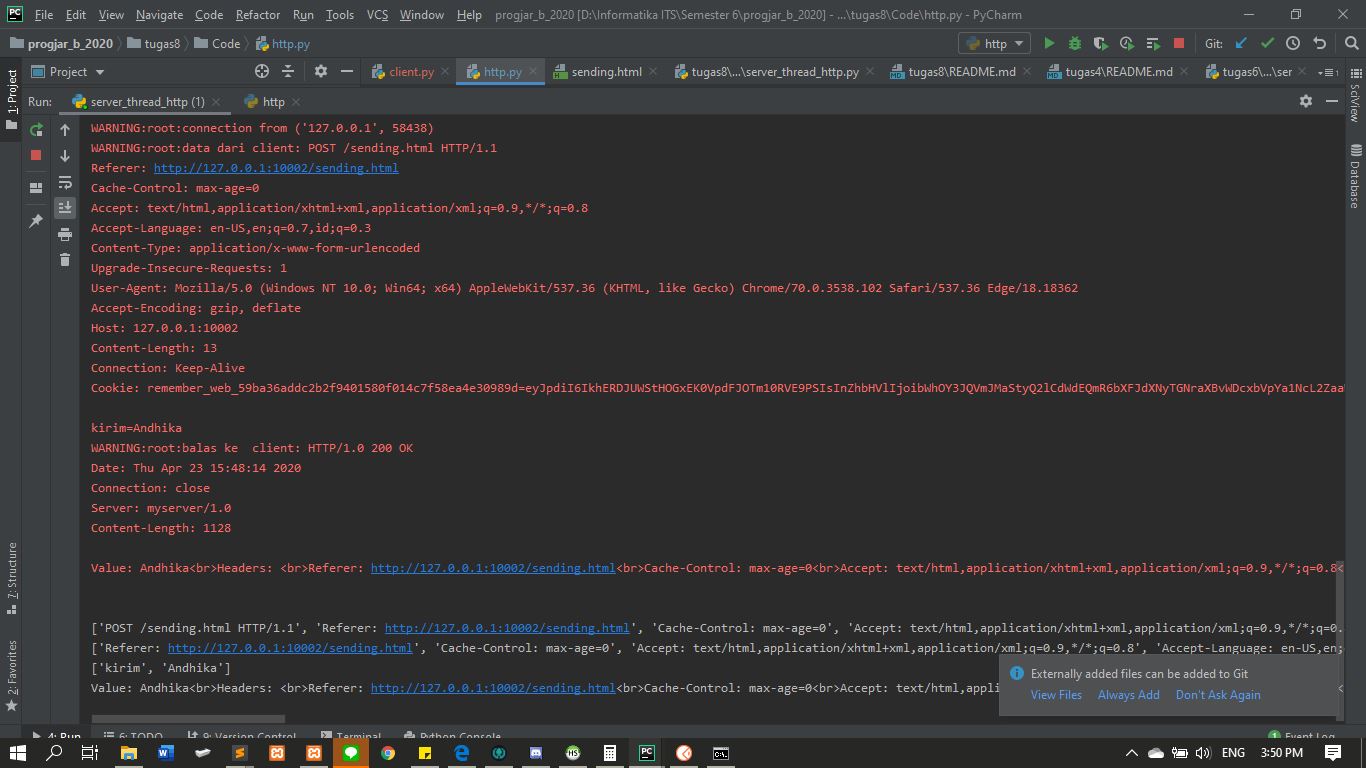 PC File Edit View Navigate Code Refactor Run Tools VCS Window Help progjar_b_2020 [D:\Informatika ITS\Semester 6\progjar_b_2020] - ...\tugas8\Code\http.py - PyCharm
progjar_b_2020 tugas8 Code http.py http Git:
Project client.py http.py sending.html tugas8\...\server_thread_http.py tugas8\README.md tugas4\README.md tugas6\...\ser
1: Project
SciView
Database
7: Structure
2: Favorites
Run: server_thread_http (1) http
WARNING:root:connection from ('127.0.0.1', 58438)
WARNING:root:data dari client: POST /sending.html HTTP/1.1
Referer: http://127.0.0.1:10002/sending.html
Cache-Control: max-age=0
Accept: text/html,application/xhtml+xml,application/xml;q=0.9,*/*;q=0.8
Accept-Language: en-US,en;q=0.7,id;q=0.3
Content-Type: application/x-www-form-urlencoded
Upgrade-Insecure-Requests: 1
User-Agent: Mozilla/5.0 (Windows NT 10.0; Win64; x64) AppleWebKit/537.36 (KHTML, like Gecko) Chrome/70.0.3538.102 Safari/537.36 Edge/18.18362
Accept-Encoding: gzip, deflate
Host: 127.0.0.1:10002
Content-Length: 13
Connection: Keep-Alive
Cookie:
kirim=Andhika
WARNING:root:balas ke  client: HTTP/1.0 200 OK
Date: Thu Apr 23 15:48:14 2020
Connection: close
Server: myserver/1.0
Content-Length: 1128
Value: Andhika<br>Headers: <br>Referer: http://127.0.0.1:10002/sending.html<br>Cache-Control: max-age=0<br>Accept: text/html,application/xhtml+xml,application/xml;q=0.9,*/*;q=0.8<
['POST /sending.html HTTP/1.1', 'Referer: http://127.0.0.1:10002/sending.html', 'Cache-Control: max-age=0', 'Accept: text/html,application/xhtml+xml,application/xml;q=0.9,*/*;q=0.
['Referer: http://127.0.0.1:10002/sending.html', 'Cache-Control: max-age=0', 'Accept: text/html,application/xhtml+xml,application/xml;q=0.9,*/*;q=0.8', 'Accept-Language: en-US,en;
['kirim', 'Andhika']
Value: Andhika<br>Headers: <br>Referer: http://127.0.0.1:10002/sending.html<br>Cache-Control: max-age=0<br>Accept: text/html,appli
Externally added files can be added to Git
View Files Always Add Don't Ask Again
4: Run 6: TODO 9: Version Control Terminal Python Console 1 Event Log
ENG 3:50 PM